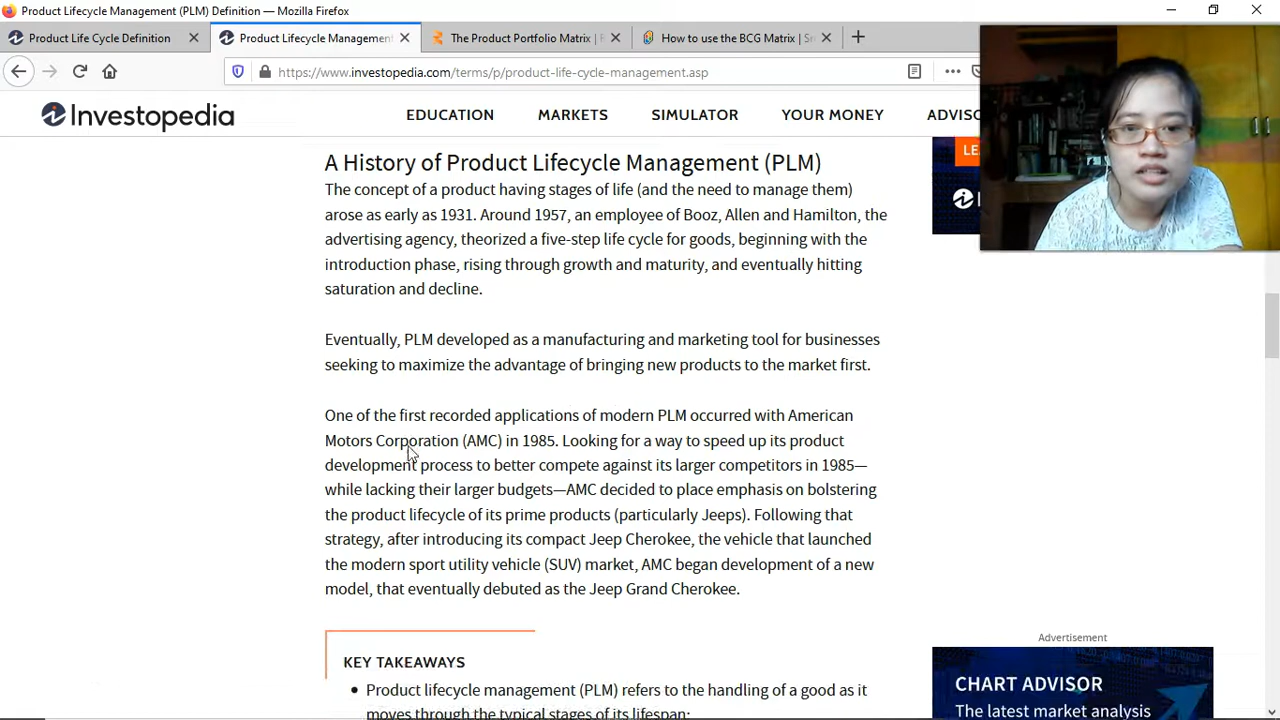 Product Lifecycle Management (PLM) Definition — Mozilla Firefox
Product Life Cycle Definition
Product Lifecycle Management
The Product Portfolio Matrix |
How to use the BCG Matrix |
https://www.investopedia.com/terms/p/product-life-cycle-management.asp
Investopedia
EDUCATION MARKETS SIMULATOR YOUR MONEY ADVISO
A History of Product Lifecycle Management (PLM)
LE
The concept of a product having stages of life (and the need to manage them)
arose as early as 1931. Around 1957, an employee of Booz, Allen and Hamilton, the
advertising agency, theorized a five-step life cycle for goods, beginning with the
introduction phase, rising through growth and maturity, and eventually hitting
saturation and decline.
Eventually, PLM developed as a manufacturing and marketing tool for businesses
seeking to maximize the advantage of bringing new products to the market first.
One of the first recorded applications of modern PLM occurred with American
Motors Corporation (AMC) in 1985. Looking for a way to speed up its product
development process to better compete against its larger competitors in 1985—
while lacking their larger budgets—AMC decided to place emphasis on bolstering
the product lifecycle of its prime products (particularly Jeeps). Following that
strategy, after introducing its compact Jeep Cherokee, the vehicle that launched
the modern sport utility vehicle (SUV) market, AMC began development of a new
model, that eventually debuted as the Jeep Grand Cherokee.
KEY TAKEAWAYS
• Product lifecycle management (PLM) refers to the handling of a good as it
moves through the typical stages of its lifespan:
Advertisement
CHART ADVISOR
The latest market analysis